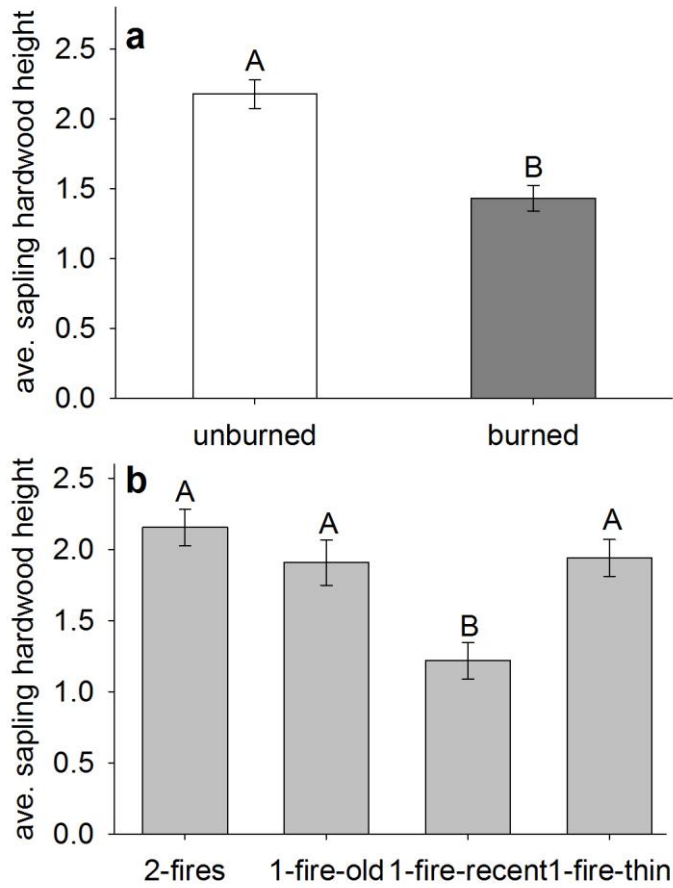 a
A
B
ave. sapling hardwood height
2.5
2.0
1.5
1.0
0.5
0.0
unburned burned
b
A
A
B
A
ave. sapling hardwood height
2.5
2.0
1.5
1.0
0.5
0.0
2-fires 1-fire-old 1-fire-recent 1-fire-thin